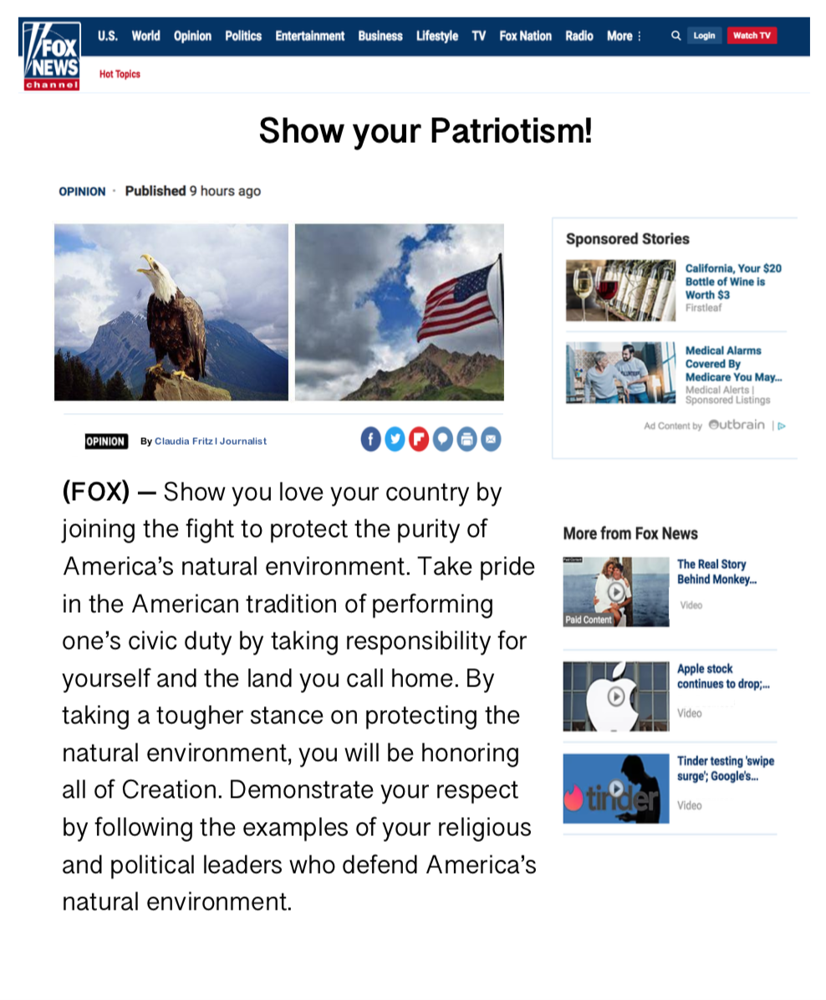 FOX
NEWS
channel
U.S. World Opinion Politics Entertainment Business Lifestyle TV Fox Nation Radio More Login Watch TV
Hot Topics
Show your Patriotism!
OPINION · Published 9 hours ago
Sponsored Stories
California, Your $20
Bottle of Wine is
Worth $3
Firstleaf
Medical Alarms
Covered By
Medicare You May...
Medical Alerts |
Sponsored Listings
Ad Content by Outbrain |
OPINION By Claudia Fritz I Journalist
(FOX) — Show you love your country by
joining the fight to protect the purity of
America's natural environment. Take pride
in the American tradition of performing
one's civic duty by taking responsibility for
yourself and the land you call home. By
taking a tougher stance on protecting the
natural environment, you will be honoring
all of Creation. Demonstrate your respect
by following the examples of your religious
and political leaders who defend America's
natural environment.
More from Fox News
Paid Content
The Real Story
Behind Monkey...
Video
Apple stock
continues to drop;...
Video
tinder
Tinder testing 'swipe
surge'; Google's...
Video